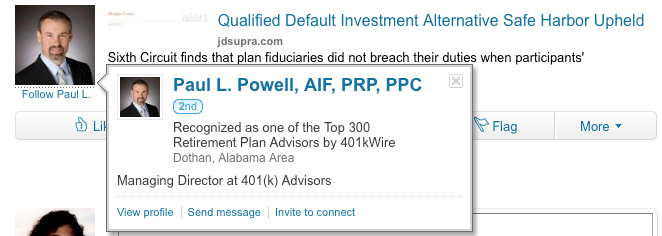 alert
Qualified Default Investment Alternative Safe Harbor Upheld
jdsupra.com
Sixth Circuit finds that plan fiduciaries did not breach their duties when participants'
Follow Paul L.
Paul L. Powell, AIF, PRP, PPC
2nd
Recognized as one of the Top 300
Retirement Plan Advisors by 401kWire
Dothan, Alabama Area
Managing Director at 401(k) Advisors
View profile Send message Invite to connect
Flag
More